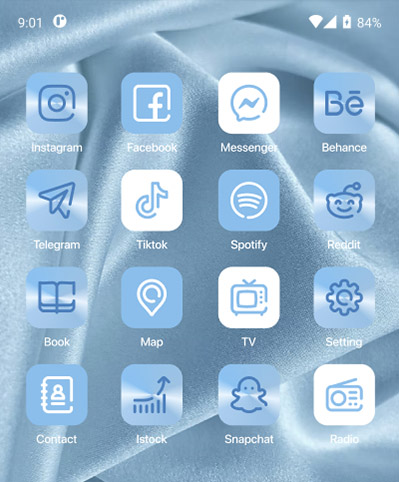 9:01 84%
Instagram Facebook Messenger Behance
Telegram Tiktok Spotify Reddit
Book Map TV Setting
Contact Istock Snapchat Radio